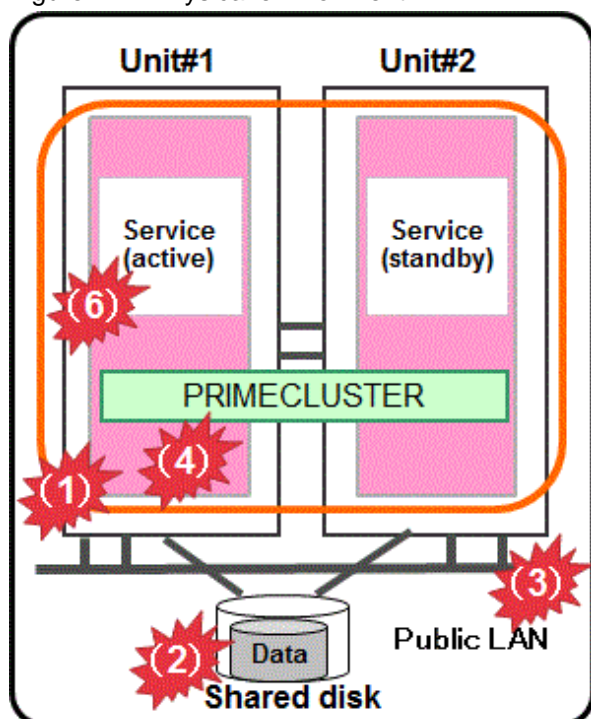 Unit#1
Unit#2
Service
(active)
Service
(standby)
(6)
PRIMECLUSTER
(4)
(1)
(3)
(2)
Data
Public LAN
Shared disk